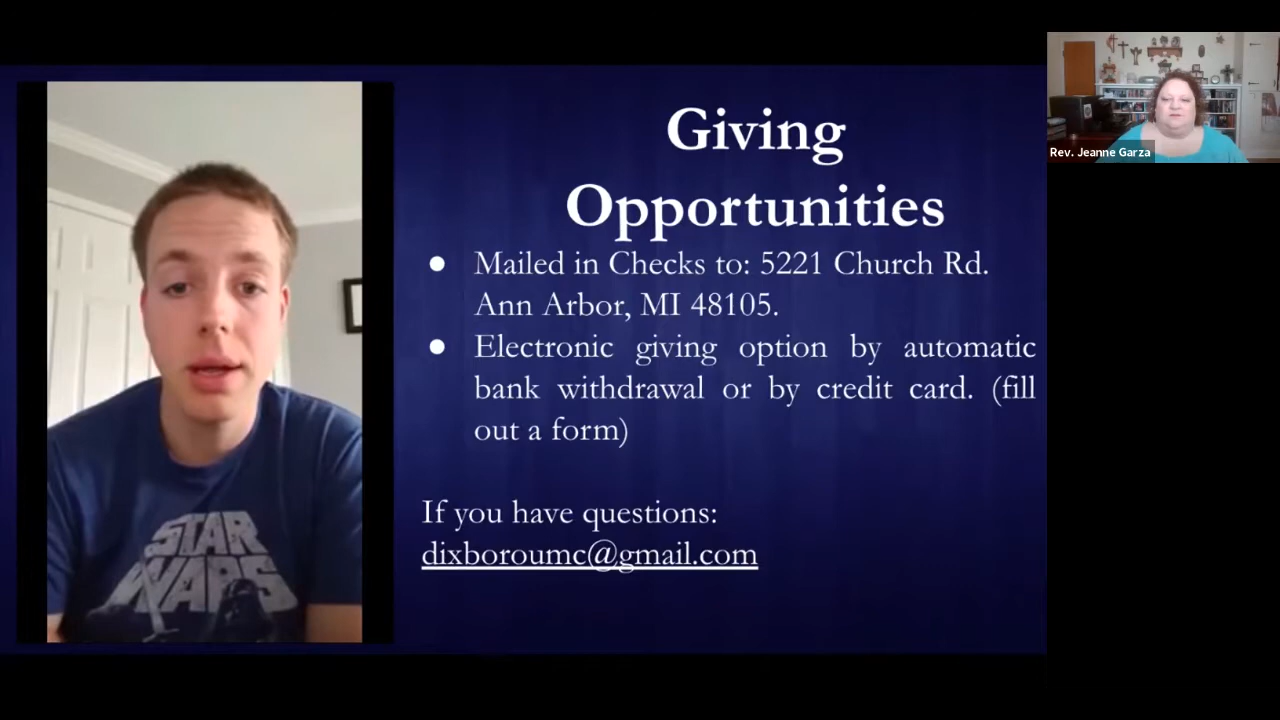 Giving
Opportunities
● Mailed in Checks to: 5221 Church Rd.
Ann Arbor, MI 48105.
● Electronic giving option by automatic
bank withdrawal or by credit card. (fill
out a form)
If you have questions:
dixboroumc@gmail.com
STAR
WARS
Rev. Jeanne Garza